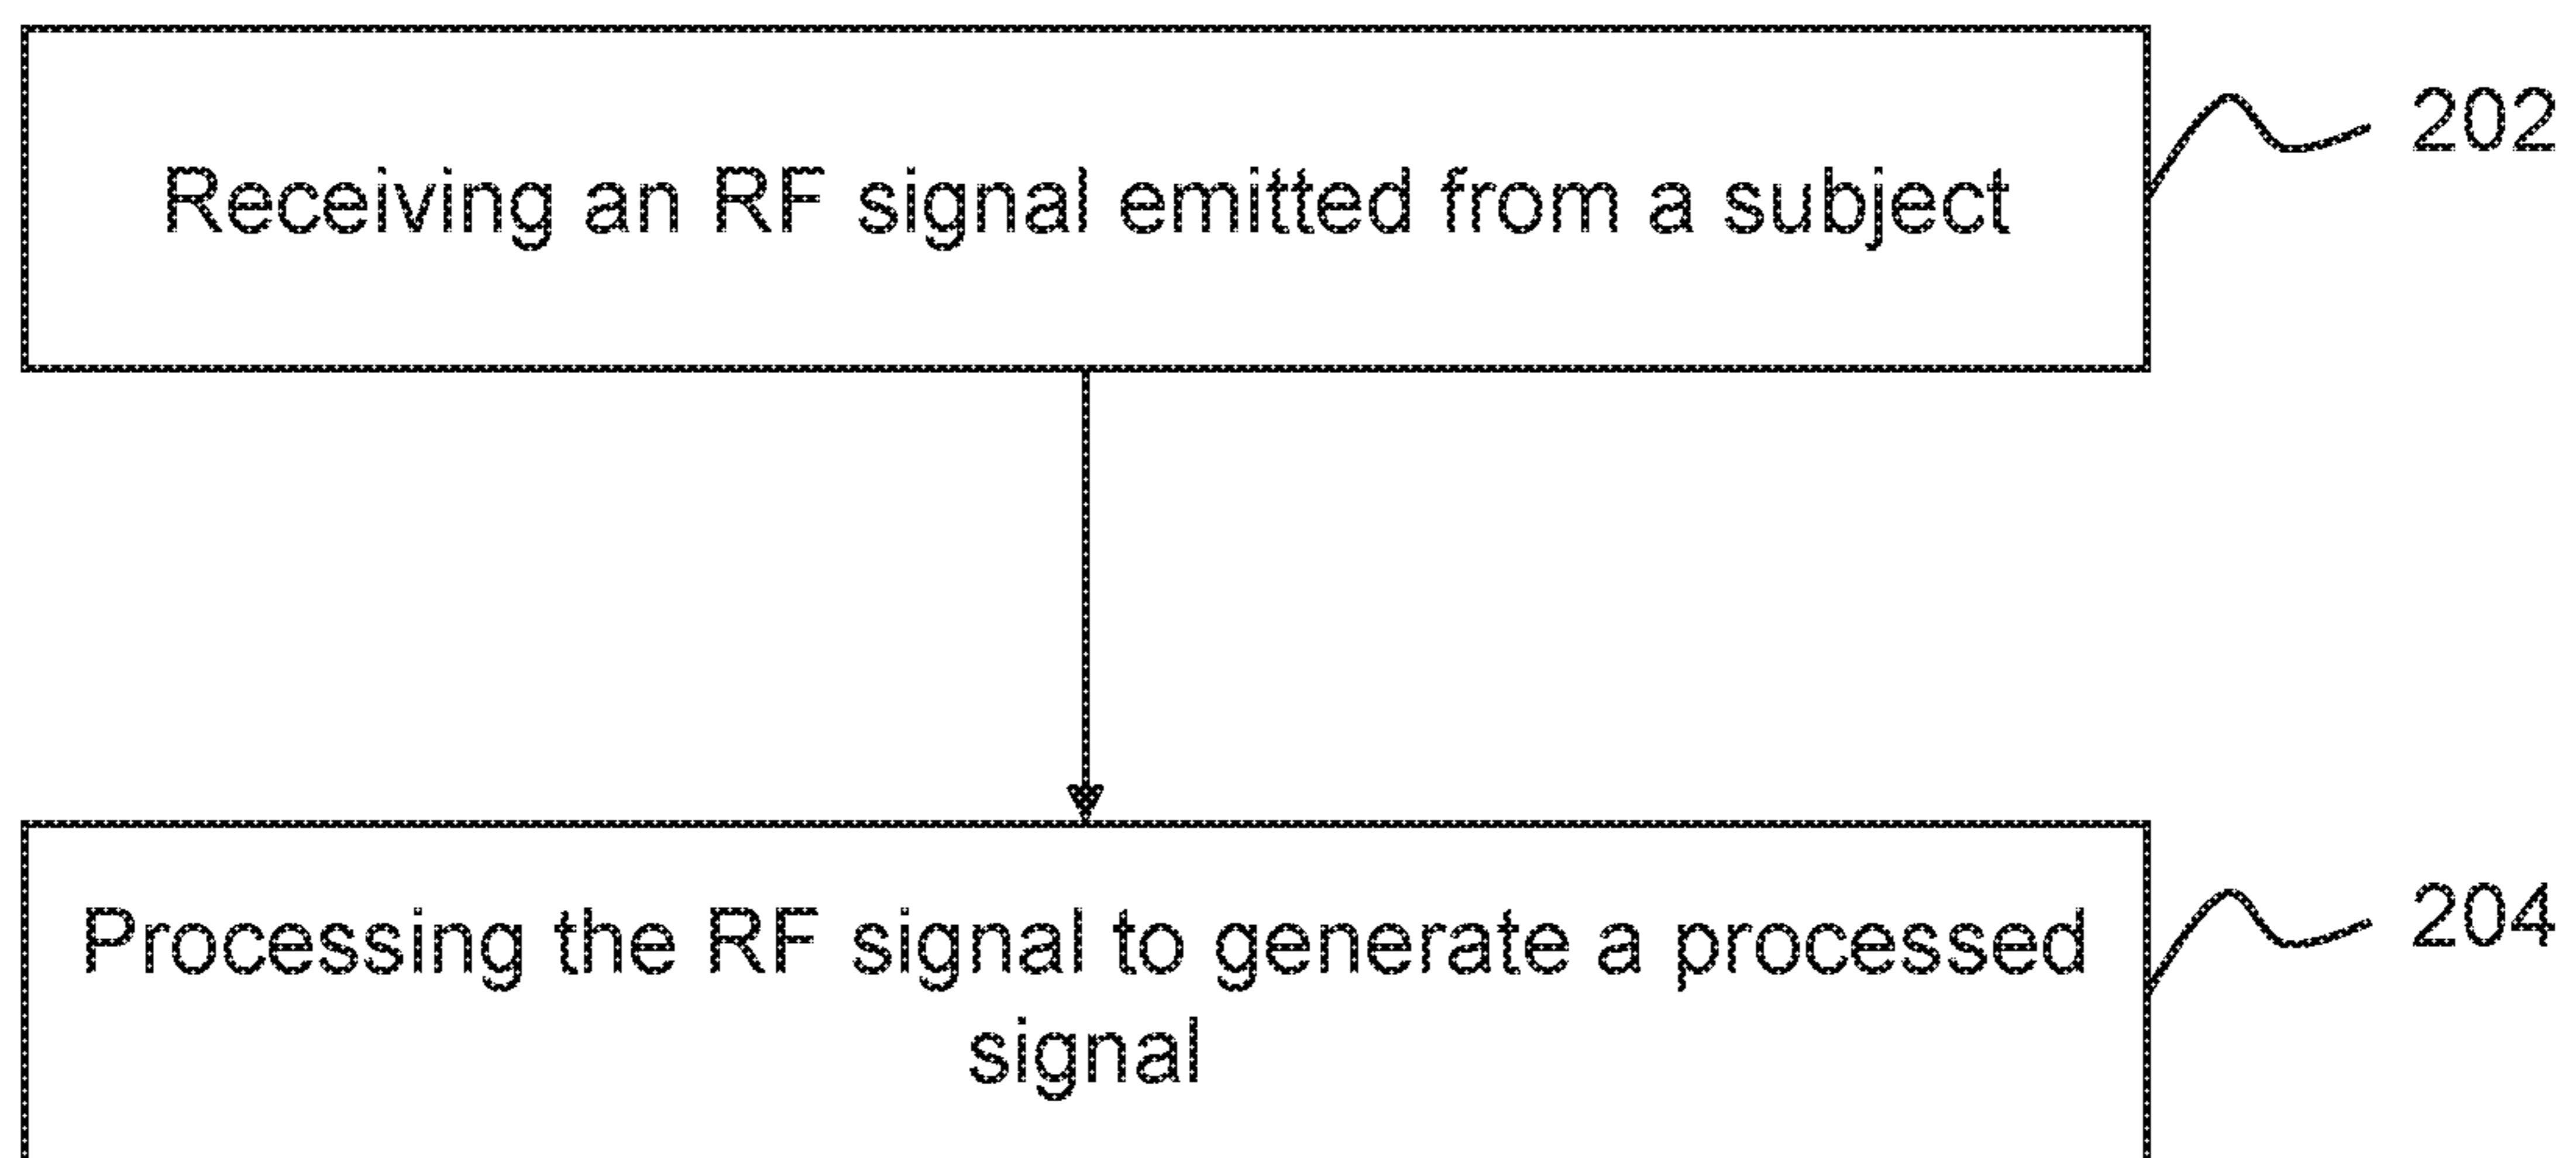 Receiving an RF signal emitted from a subject
202
Processing the RF signal to generate a processed
signal
204